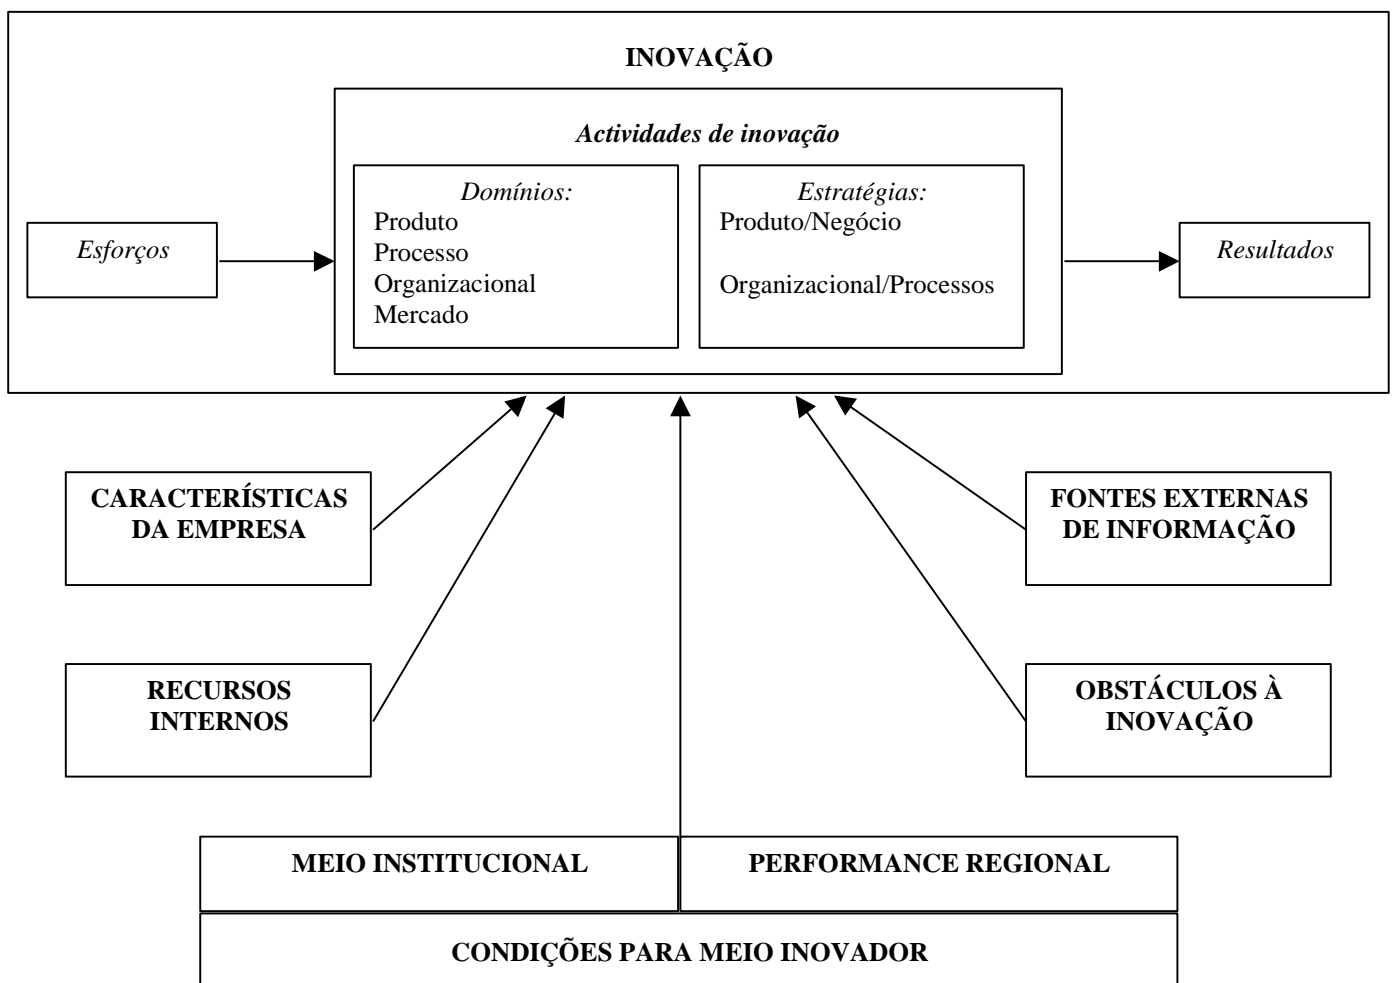 INOVAÇÃO
Actividades de inovação
Domínios:
Produto
Processo
Organizacional
Mercado
Estratégias:
Produto/Negócio
Organizacional/Processos
Esforços
Resultados
CARACTERÍSTICAS
DA EMPRESA
FONTES EXTERNAS
DE INFORMAÇÃO
RECURSOS
INTERNOS
OBSTÁCULOS À
INOVAÇÃO
MEIO INSTITUCIONAL
PERFORMANCE REGIONAL
CONDIÇÕES PARA MEIO INOVADOR